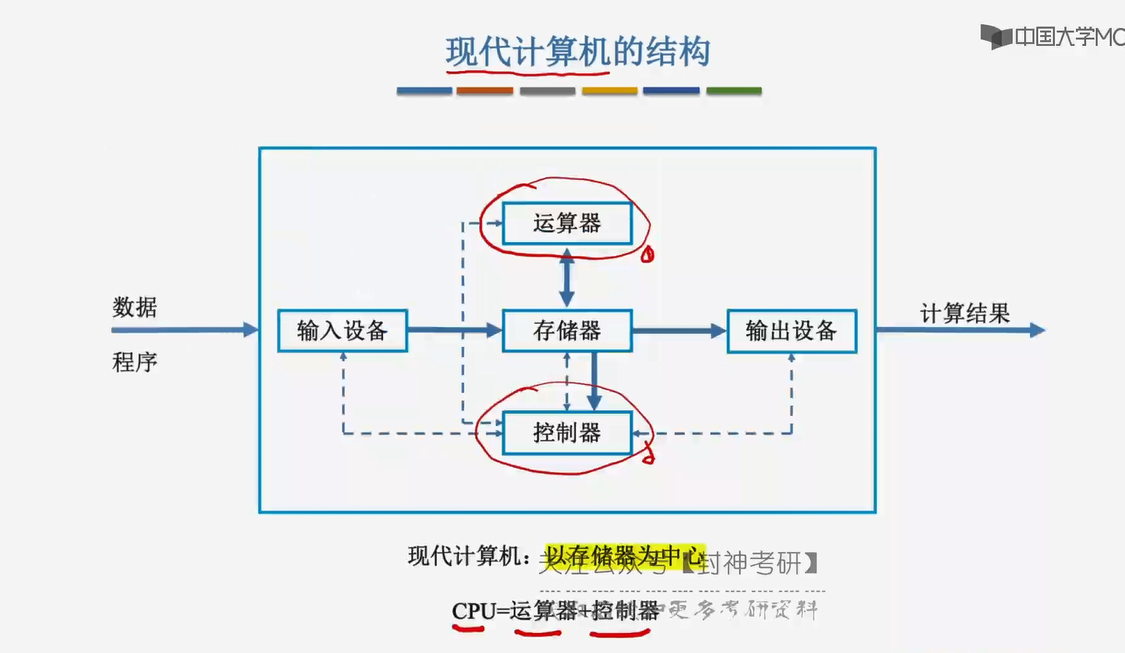 现代计算机的结构
中国大学MO
运算器
数据
计算结果
输入设备
存储器
输出设备
程序
控制器
现代计算机：以存储器为中心
关注公众号【封神考研】
CPU=运算器+控制器
更多考研资料